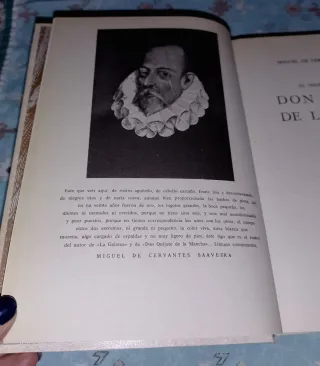 Este que veis aquí, de rostro aguileño, de cabello castaño, frente lisa y desembarazada,
de alegres ojos y de nariz corva, aunque bien proporcionada; las barbas de plata, que
no ha veinte años fueron de oro, los bigotes grandes, la boca pequeña, los
dientes ni menudos ni crecidos, porque no tiene sino seis, y esos mal acondicionados
y peor puestos, porque no tienen correspondencia los unos con los otros; el cuerpo
entre dos extremos, ni grande ni pequeño, la color viva, antes blanca que
morena, algo cargado de espaldas y no muy ligero de pies; éste digo que es el rostro
del autor de «La Galatea» y de «Don Quijote de la Mancha»... Llámase comúnmente
MIGUEL DE CERVANTES SAAVEDRA
MIGUEL DE
DON
DE L